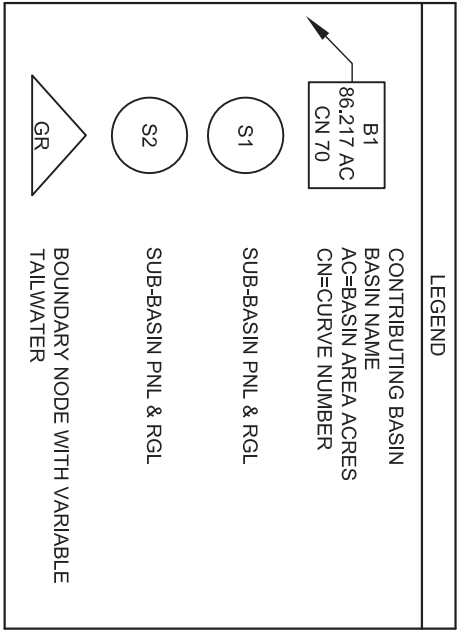 LEGEND
B1
86.217 AC
CN 70
CONTRIBUTING BASIN
BASIN NAME
AC=BASIN AREA ACRES
CN=CURVE NUMBER
S1
SUB-BASIN PNL & RGL
S2
SUB-BASIN PNL & RGL
GR
BOUNDARY NODE WITH VARIABLE
TAILWATER